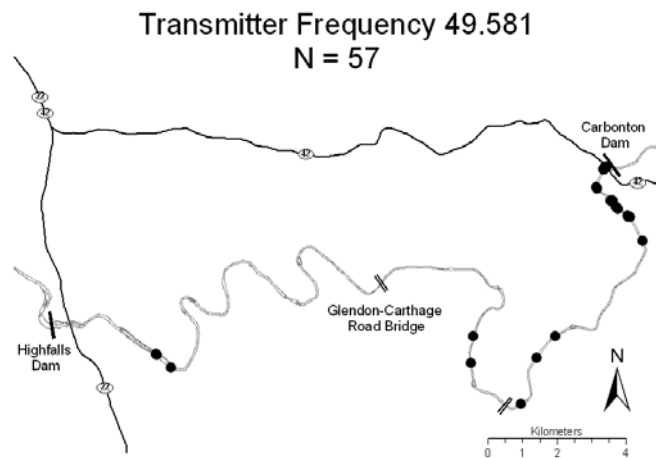 Transmitter Frequency 49.581
N = 57
22
42
Carbonton
Dam
42
42
Glendon-Carthage
Road Bridge
Highfalls
Dam
22
N
Kilometers
0 1 2 4